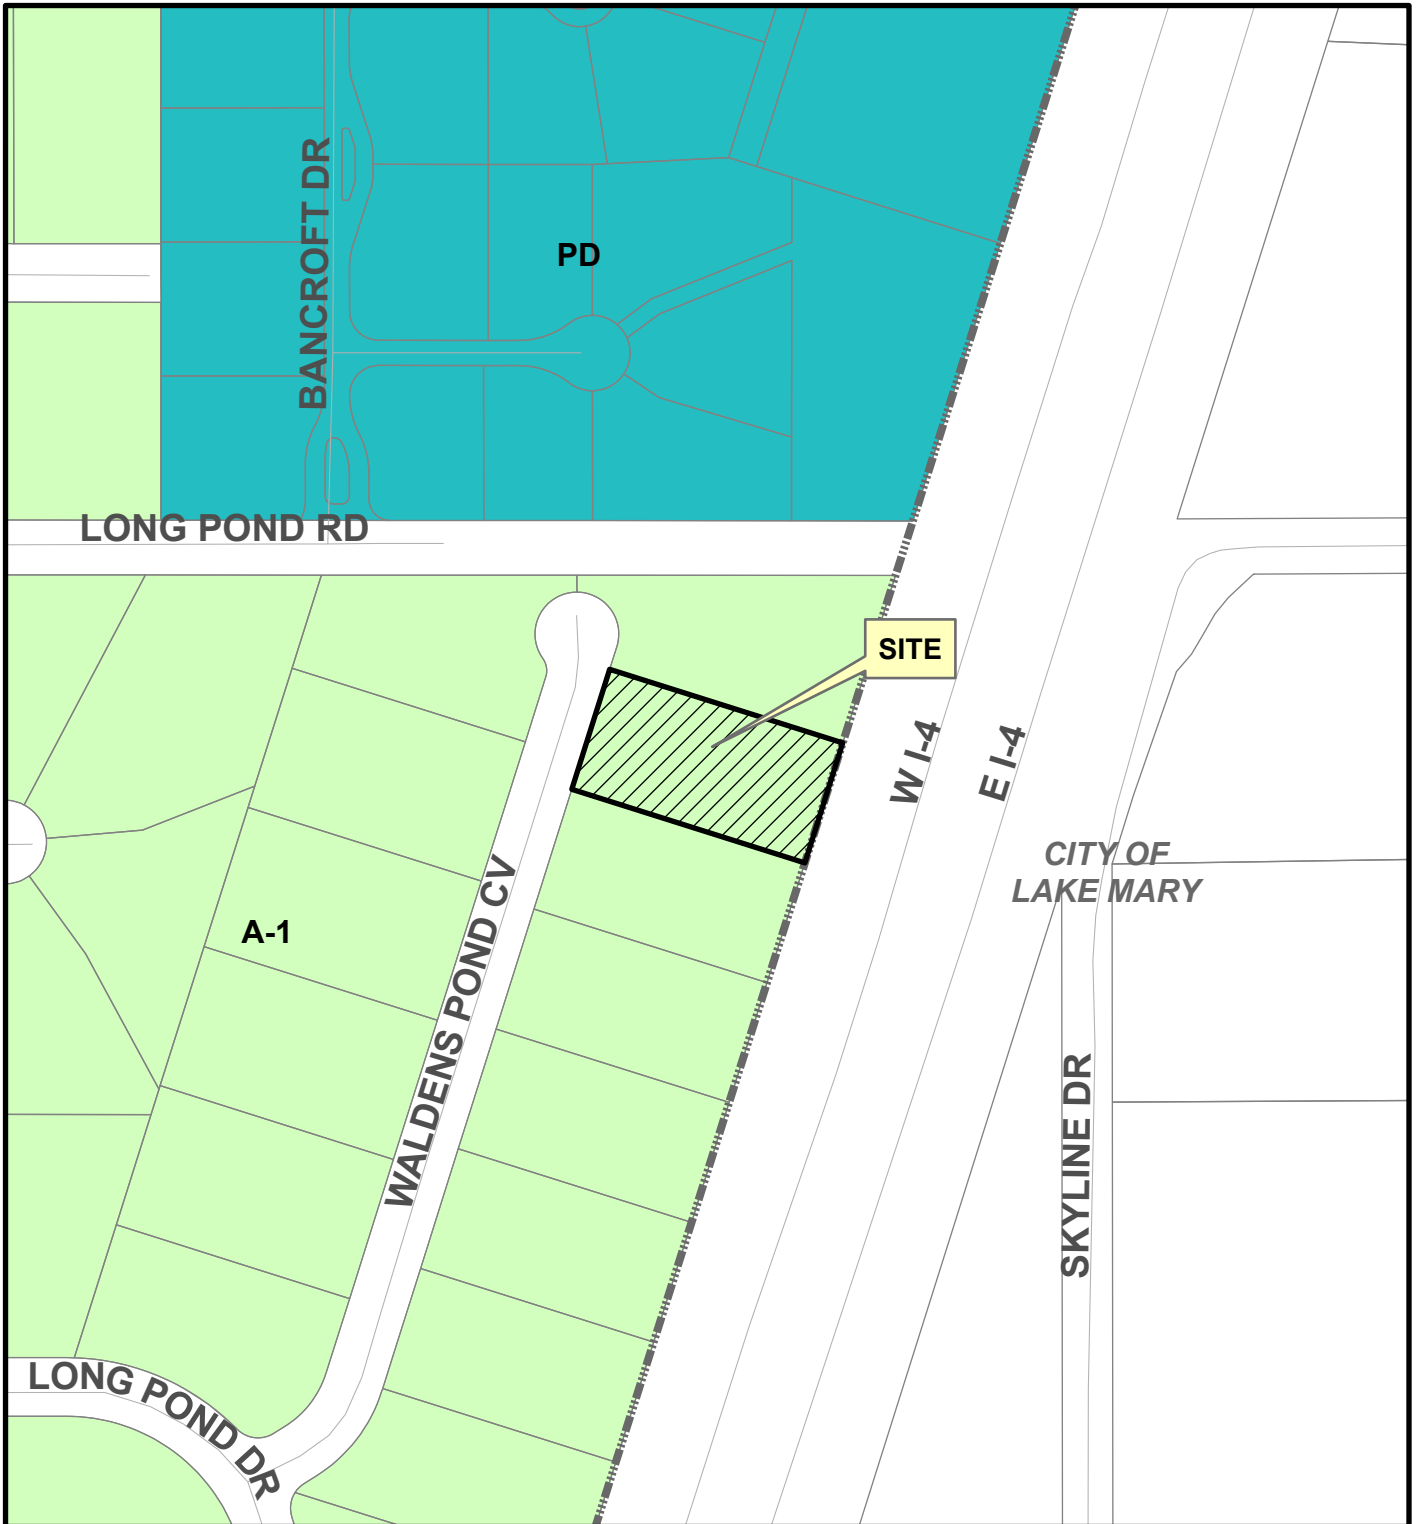 BANCROFT DR
PD
LONG POND RD
SITE
W I-4
E I-4
CITY OF
LAKE MARY
A-1
WALDENS POND CV
SKYLINE DR
LONG POND DR